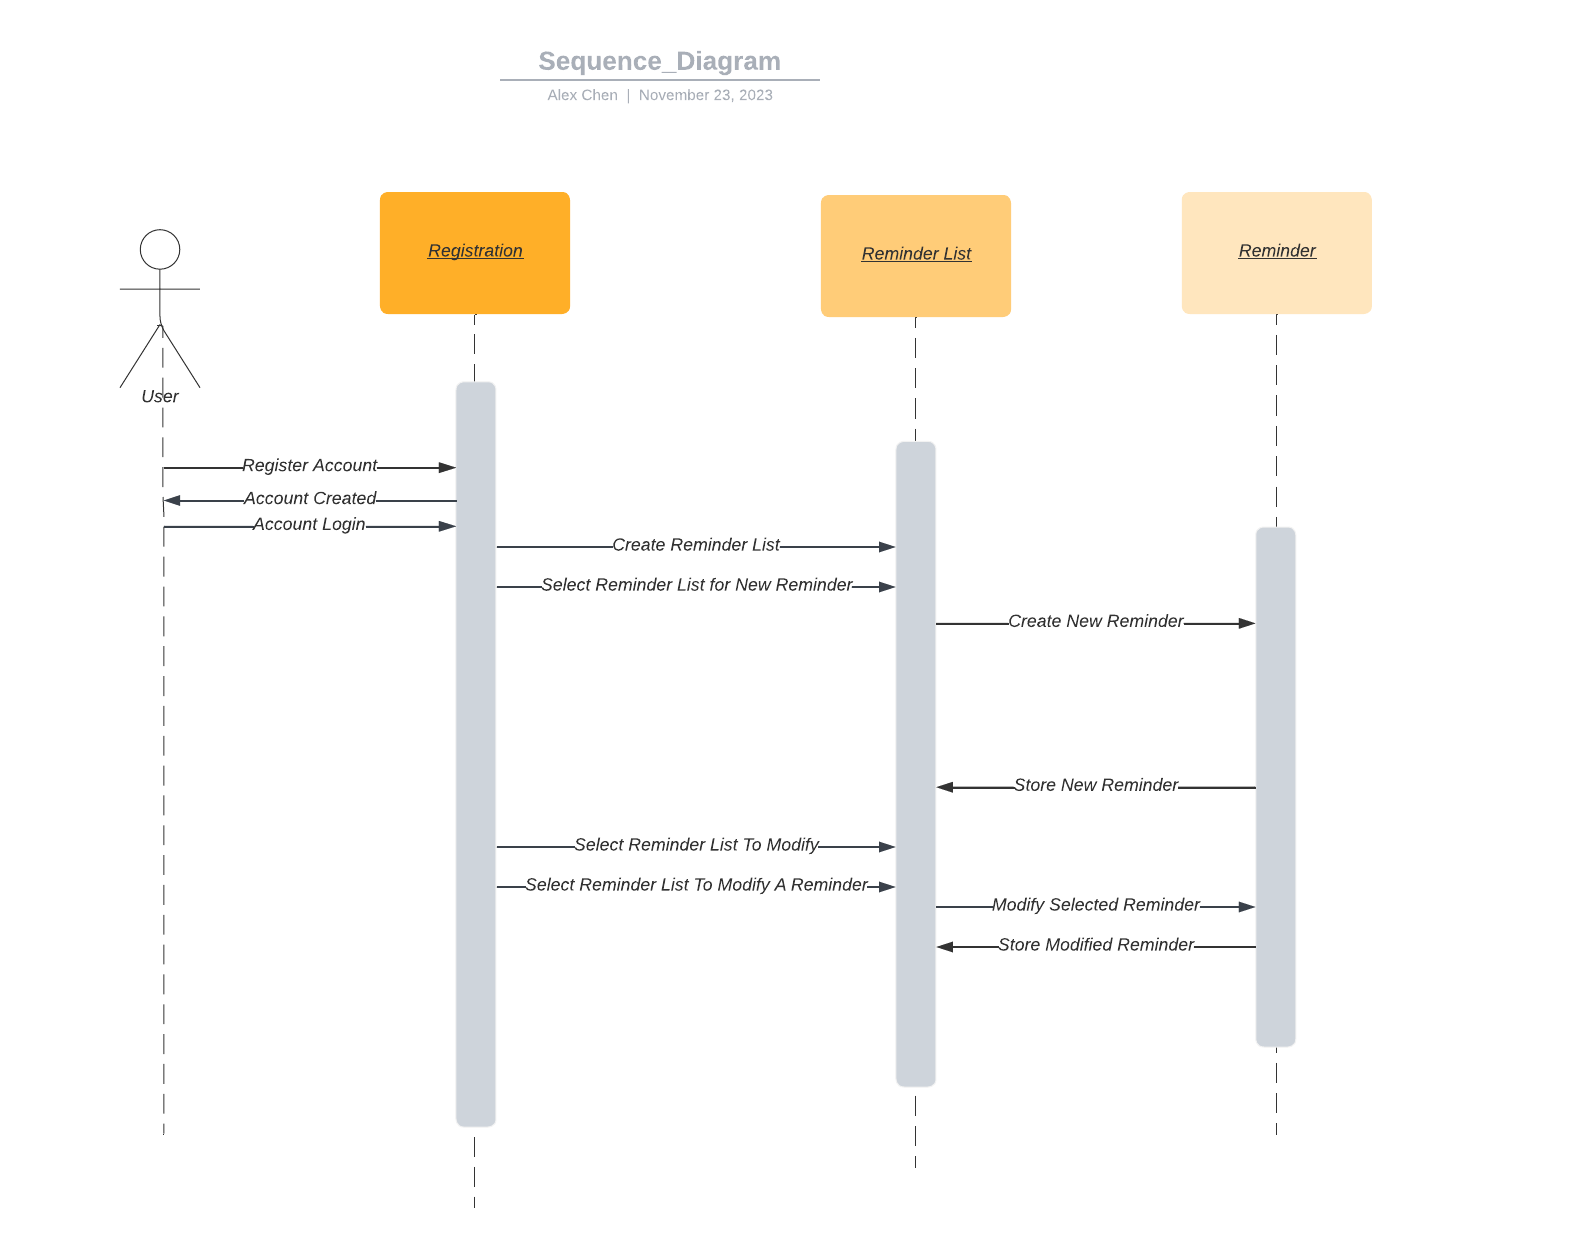 Sequence_Diagram
Alex Chen | November 23, 2023
Registration
Reminder List
Reminder
User
Register Account
Account Created
Account Login
Create Reminder List
Select Reminder List for New Reminder
Create New Reminder
Store New Reminder
Select Reminder List To Modify
Select Reminder List To Modify A Reminder
Modify Selected Reminder
Store Modified Reminder